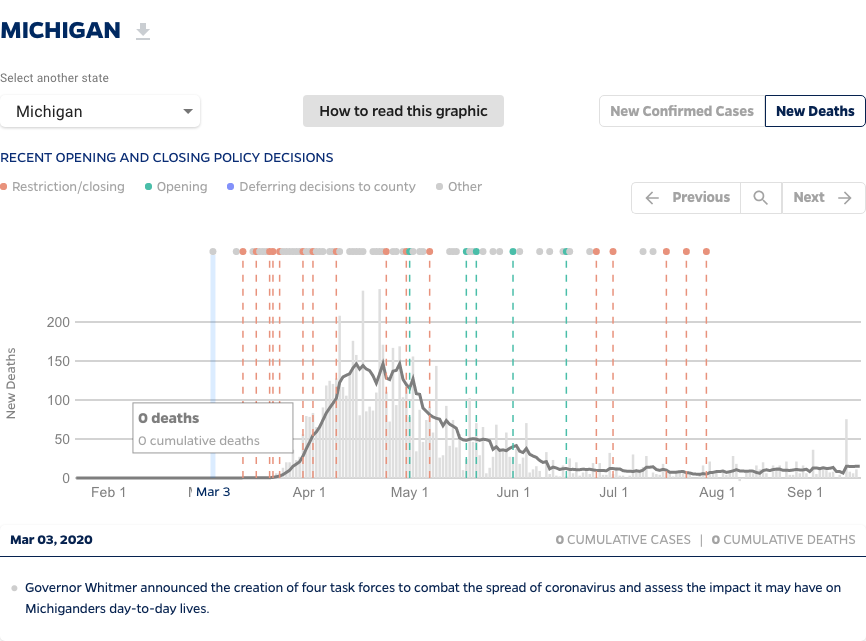 MICHIGAN
Select another state
Michigan
How to read this graphic
New Confirmed Cases
New Deaths
RECENT OPENING AND CLOSING POLICY DECISIONS
Restriction/closing
Opening
Deferring decisions to county
Other
Previous
Next
New Deaths
200
150
100
50
0
0 deaths
0 cumulative deaths
Feb 1
Mar 3
Apr 1
May 1
Jun 1
Jul 1
Aug 1
Sep 1
Mar 03, 2020
0 CUMULATIVE CASES | 0 CUMULATIVE DEATHS
Governor Whitmer announced the creation of four task forces to combat the spread of coronavirus and assess the impact it may have on
Michiganders day-to-day lives.